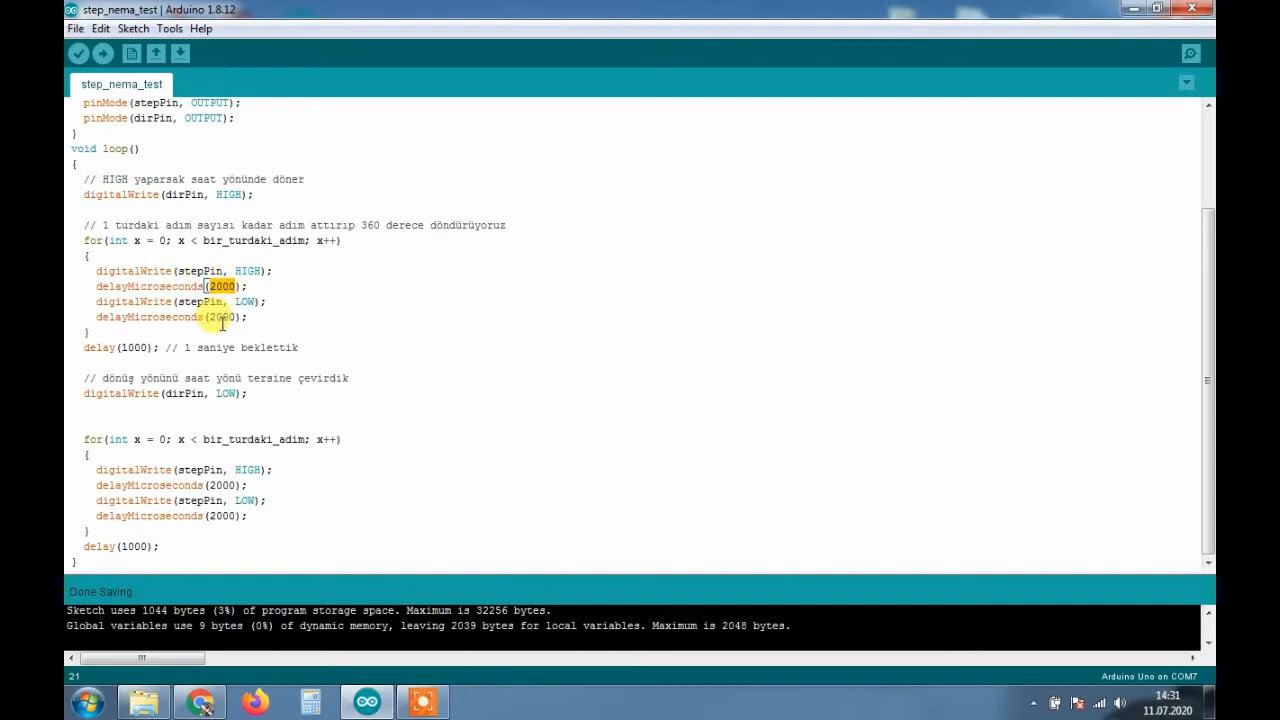 step_nema_test | Arduino 1.8.12
File Edit Sketch Tools Help
step_nema_test
pinMode(stepPin, OUTPUT);
pinMode(dirPin, OUTPUT);
}
void loop()
{
// HIGH yaparsak saat yönünde döner
digitalWrite(dirPin, HIGH);
// 1 turdaki adım sayısı kadar adım attırıp 360 derece döndürüyoruz
for(int x = 0; x < bir_turdaki_adim; x++)
{
digitalWrite(stepPin, HIGH);
delayMicroseconds(2000);
digitalWrite(stepPin, LOW);
delayMicroseconds(2000);
}
delay(1000); // 1 saniye beklettik
// dönüş yönünü saat yönü tersine çevirdik
digitalWrite(dirPin, LOW);
for(int x = 0; x < bir_turdaki_adim; x++)
{
digitalWrite(stepPin, HIGH);
delayMicroseconds(2000);
digitalWrite(stepPin, LOW);
delayMicroseconds(2000);
}
delay(1000);
}
Done Saving.
Sketch uses 1044 bytes (3%) of program storage space. Maximum is 32256 bytes.
Global variables use 9 bytes (0%) of dynamic memory, leaving 2039 bytes for local variables. Maximum is 2048 bytes.
21
Arduino Uno on COM7
14:31
11.07.2020